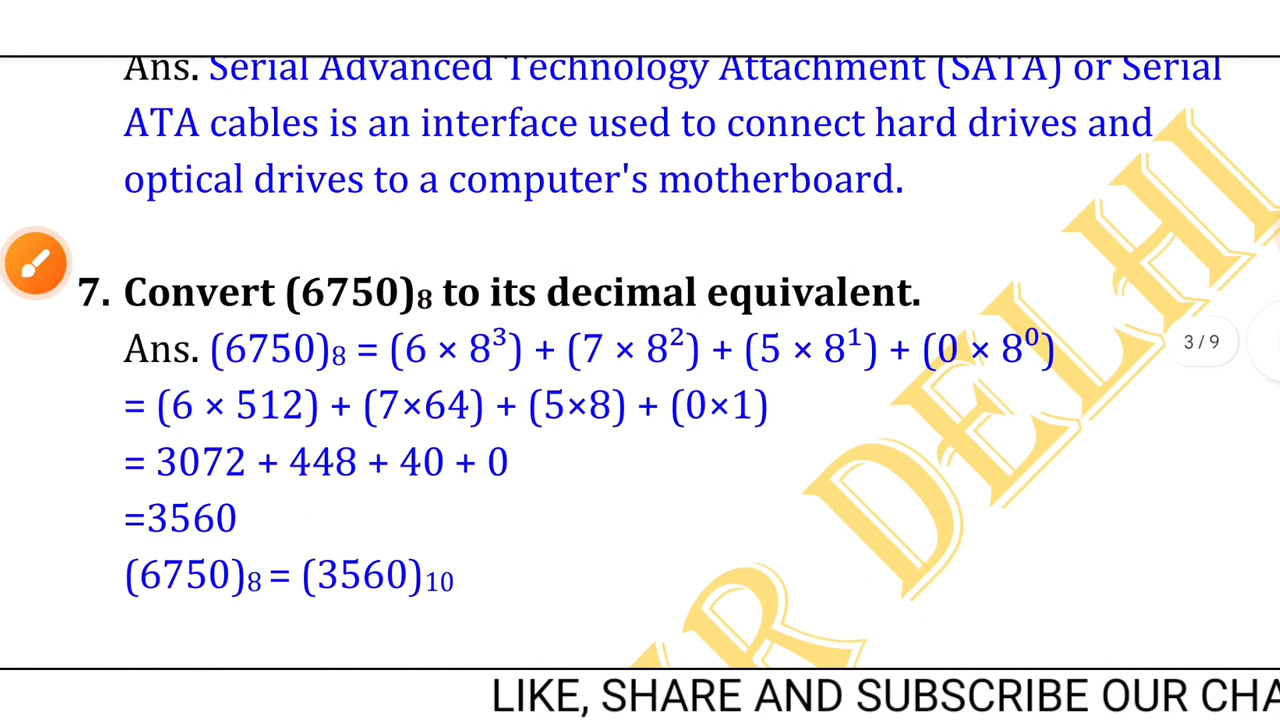 Ans. Serial Advanced Technology Attachment (SATA) or Serial
ATA cables is an interface used to connect hard drives and
optical drives to a computer's motherboard.
7. Convert (6750)₈ to its decimal equivalent.
Ans. (6750)₈ = (6 × 8³) + (7 × 8²) + (5 × 8¹) + (0 × 8⁰)
= (6 × 512) + (7×64) + (5×8) + (0×1)
= 3072 + 448 + 40 + 0
=3560
(6750)₈ = (3560)₁₀
3 / 9
DELHI
LIKE, SHARE AND SUBSCRIBE OUR CHA